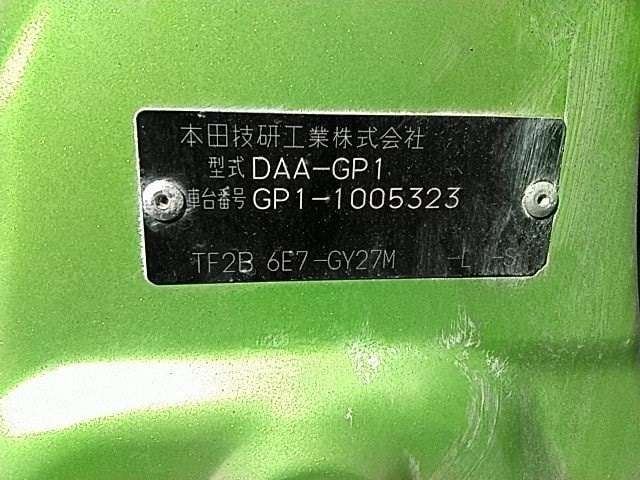 本田技研工業株式会社
型式 DAA-GP1
車台番号 GP1-1005323
TF2B 6E7-GY27M -L -S